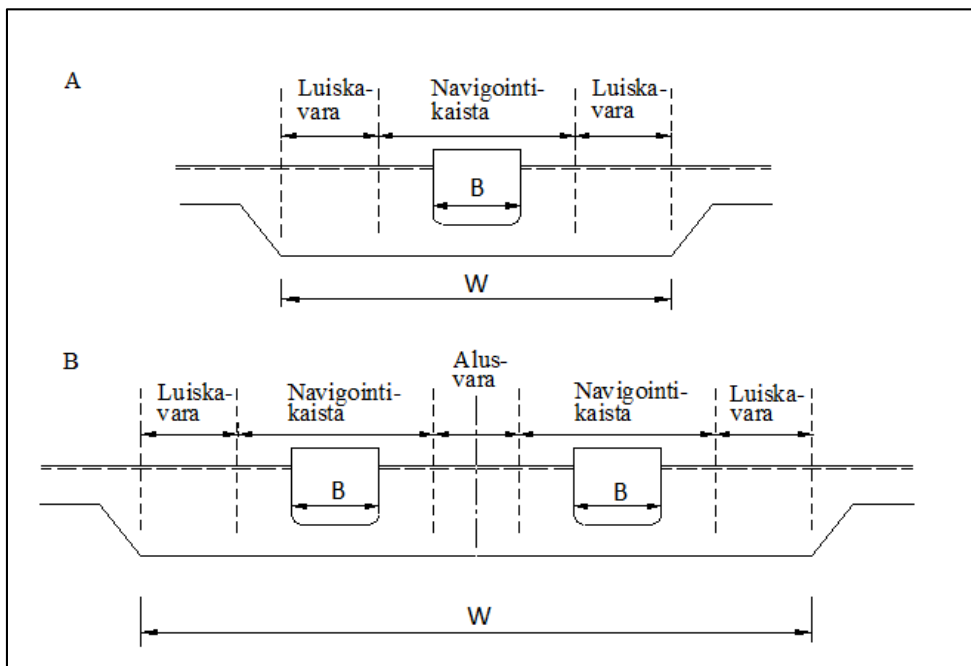 A
Luiska-
vara
Navigointi-
kaista
Luiska-
vara
B
W
B
Luiska-
vara
Navigointi-
kaista
Alus-
vara
Navigointi-
kaista
Luiska-
vara
B
B
W